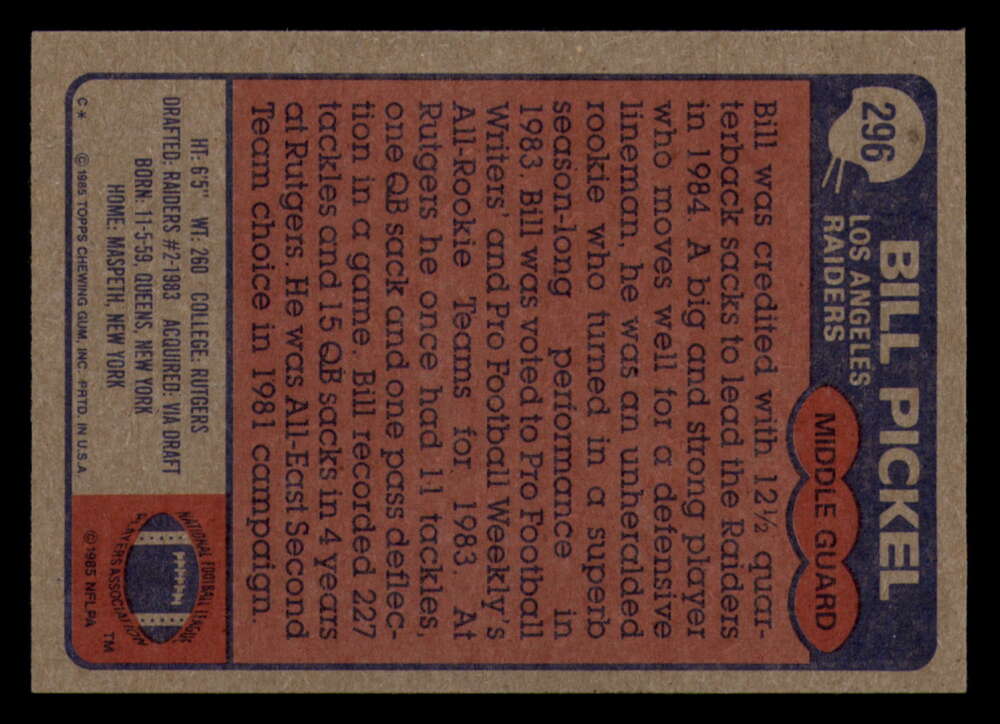 296
BILL PICKEL
LOS ANGELES
RAIDERS
MIDDLE GUARD
Bill was credited with 12½ quar-
terback sacks to lead the Raiders
in 1984. A big and strong player
who moves well for a defensive
lineman, he was an unheralded
rookie who turned in a superb
season-long performance in
1983. Bill was voted to Pro Football
Writers' and Pro Football Weekly's
All-Rookie Teams for 1983. At
Rutgers he once had 11 tackles,
one QB sack and one pass deflec-
tion in a game. Bill recorded 227
tackles and 15 QB sacks in 4 years
at Rutgers. He was All-East Second
Team choice in 1981 campaign.
HT: 6'5" WT: 260 COLLEGE: RUTGERS
DRAFTED: RAIDERS #2-1983 ACQUIRED: VIA DRAFT
BORN: 11-5-59, QUEENS, NEW YORK
HOME: MASPETH, NEW YORK
C* © 1985 TOPPS CHEWING GUM, INC. PRTD. IN U.S.A.
NATIONAL FOOTBALL LEAGUE
PLAYERS ASSOCIATION
TM
© 1985 NFLPA